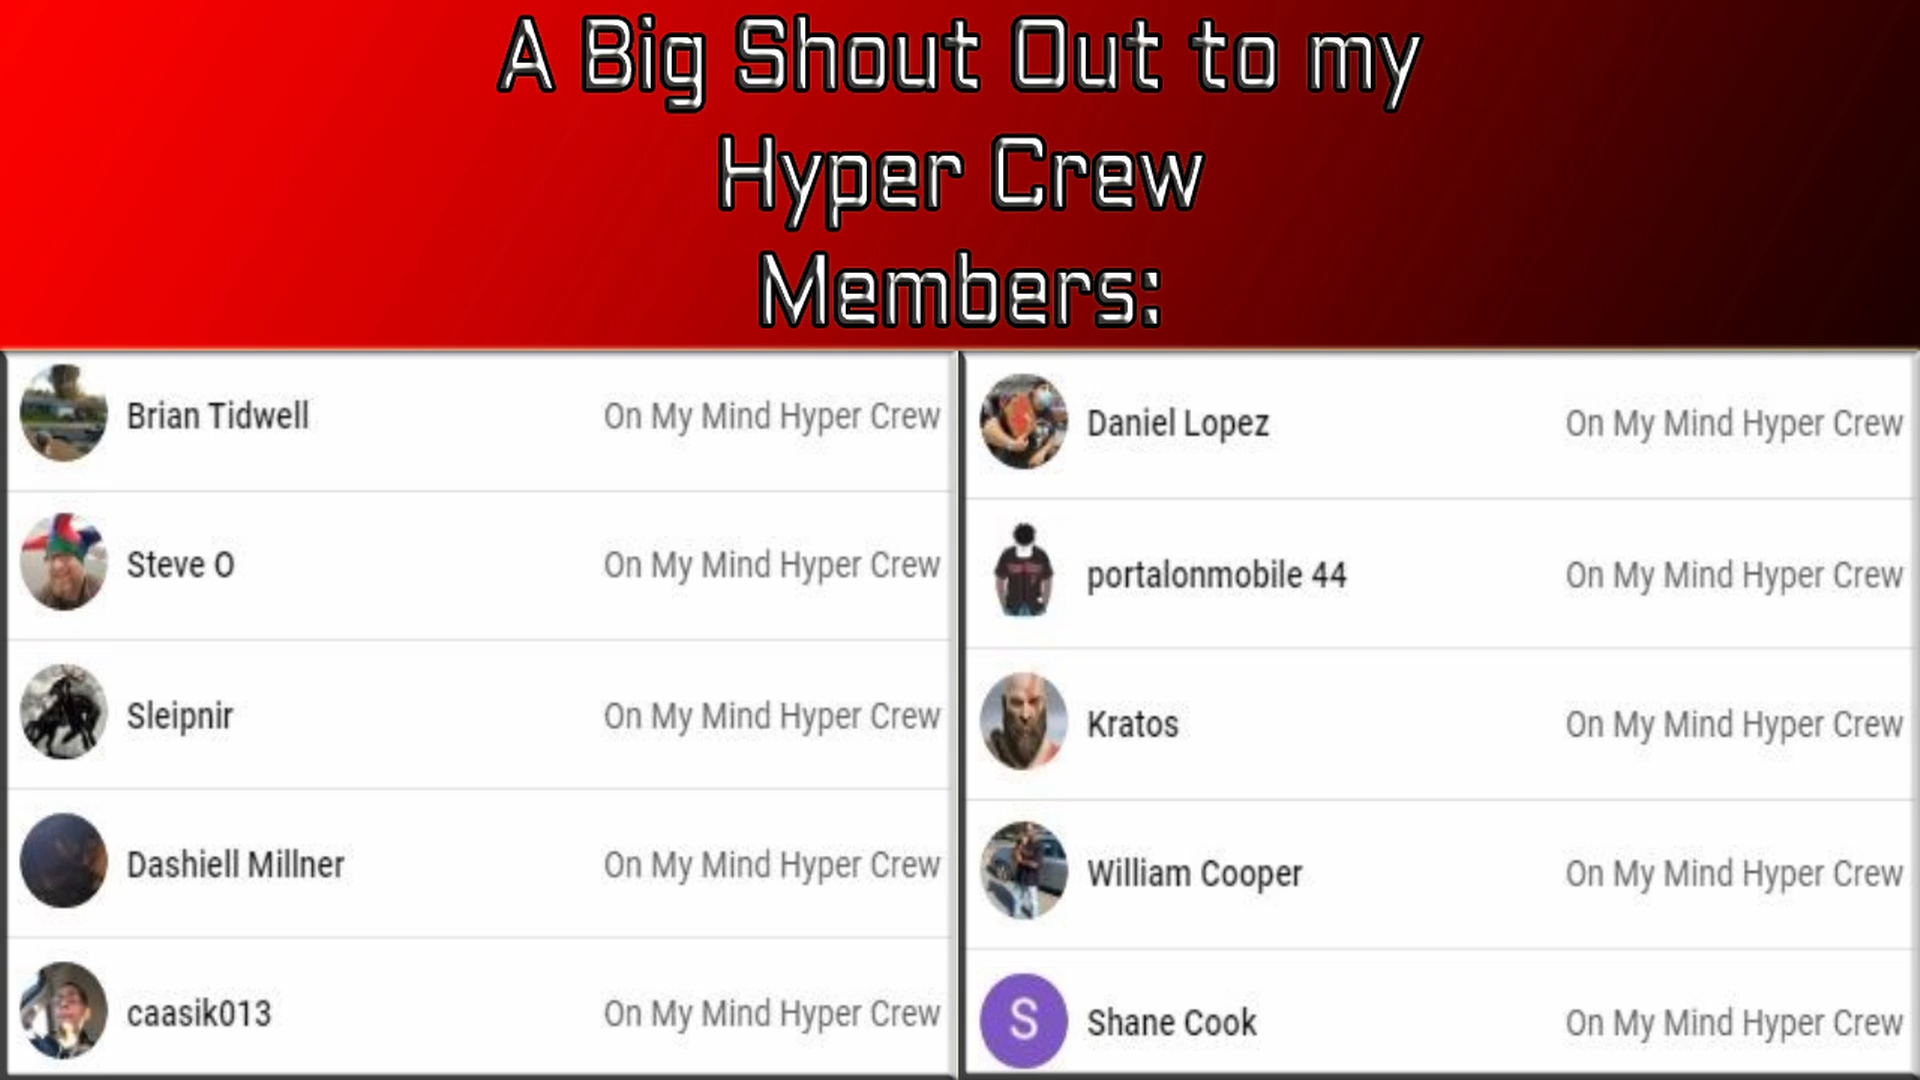 A Big Shout Out to my
Hyper Crew
Members:
Brian Tidwell On My Mind Hyper Crew
Steve O On My Mind Hyper Crew
Sleipnir On My Mind Hyper Crew
Dashiell Millner On My Mind Hyper Crew
caasik013 On My Mind Hyper Crew
Daniel Lopez On My Mind Hyper Crew
portalonmobile 44 On My Mind Hyper Crew
Kratos On My Mind Hyper Crew
William Cooper On My Mind Hyper Crew
S Shane Cook On My Mind Hyper Crew